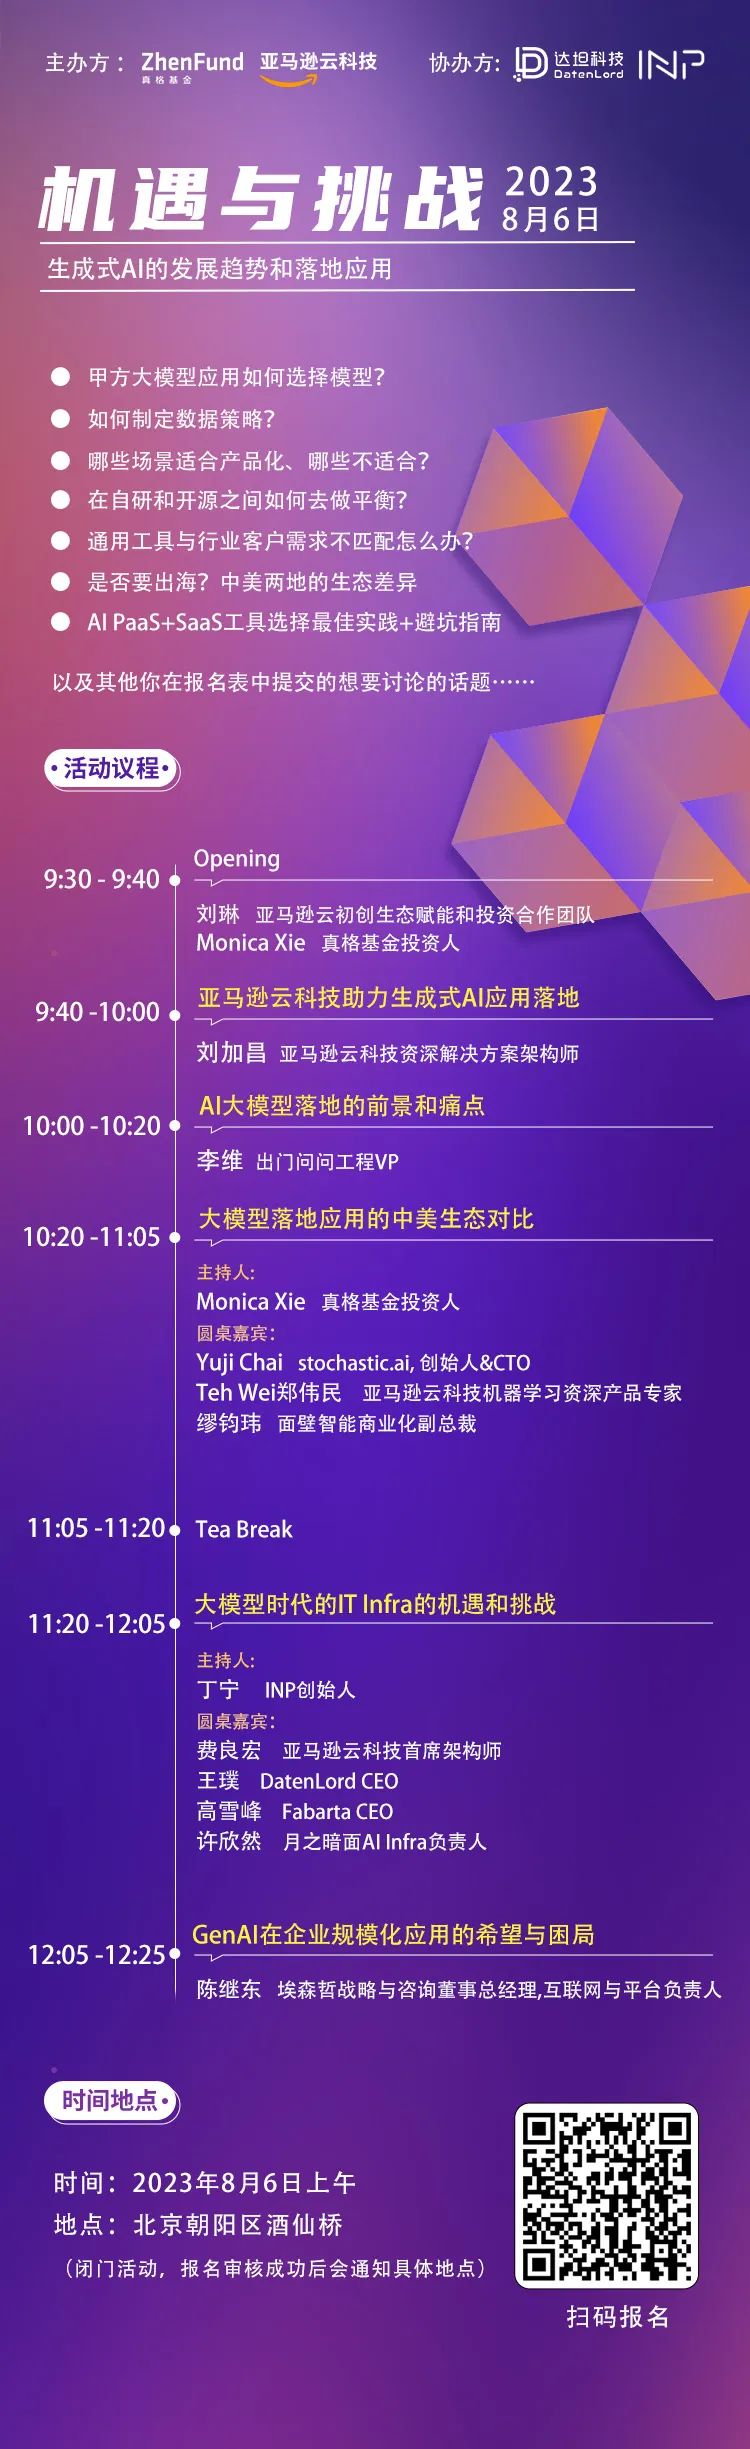 主办方： ZhenFund 真格基金 亚马逊云科技 协办方: 达坦科技 DatenLord INP
机遇与挑战 2023
8月6日
生成式AI的发展趋势和落地应用
● 甲方大模型应用如何选择模型?
● 如何制定数据策略?
● 哪些场景适合产品化、哪些不适合?
● 在自研和开源之间如何去做平衡?
● 通用工具与行业客户需求不匹配怎么办?
● 是否要出海? 中美两地的生态差异
● AI PaaS+SaaS工具选择最佳实践+避坑指南
以及其他你在报名表中提交的想要讨论的话题……
·活动议程·
9:30 - 9:40 Opening
刘琳 亚马逊云初创生态赋能和投资合作团队
Monica Xie 真格基金投资人
9:40 -10:00 亚马逊云科技助力生成式AI应用落地
刘加昌 亚马逊云科技资深解决方案架构师
10:00 -10:20 AI大模型落地的前景和痛点
李维 出门问问工程VP
10:20 -11:05 大模型落地应用的中美生态对比
主持人:
Monica Xie 真格基金投资人
圆桌嘉宾:
Yuji Chai stochastic.ai, 创始人&CTO
Teh Wei郑伟民 亚马逊云科技机器学习资深产品专家
缪钧玮 面壁智能商业化副总裁
11:05 -11:20 Tea Break
11:20 -12:05 大模型时代的IT Infra的机遇和挑战
主持人:
丁宁 INP创始人
圆桌嘉宾:
费良宏 亚马逊云科技首席架构师
王璞 DatenLord CEO
高雪峰 Fabarta CEO
许欣然 月之暗面AI Infra负责人
12:05 -12:25 GenAI在企业规模化应用的希望与困局
陈继东 埃森哲战略与咨询董事总经理,互联网与平台负责人
时间地点·
时间：2023年8月6日上午
地点：北京朝阳区酒仙桥
（闭门活动，报名审核成功后会通知具体地点）
扫码报名